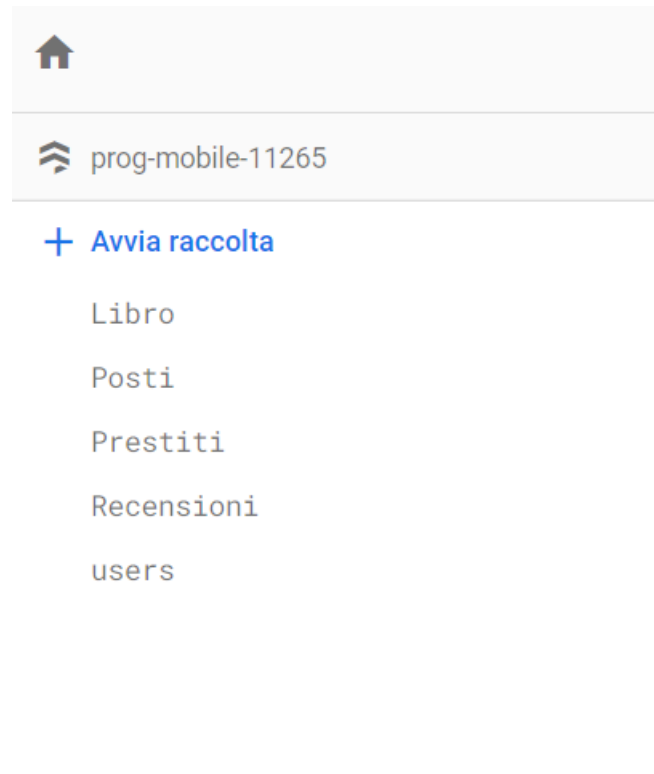 prog-mobile-11265
Avvia raccolta
Libro
Posti
Prestiti
Recensioni
users